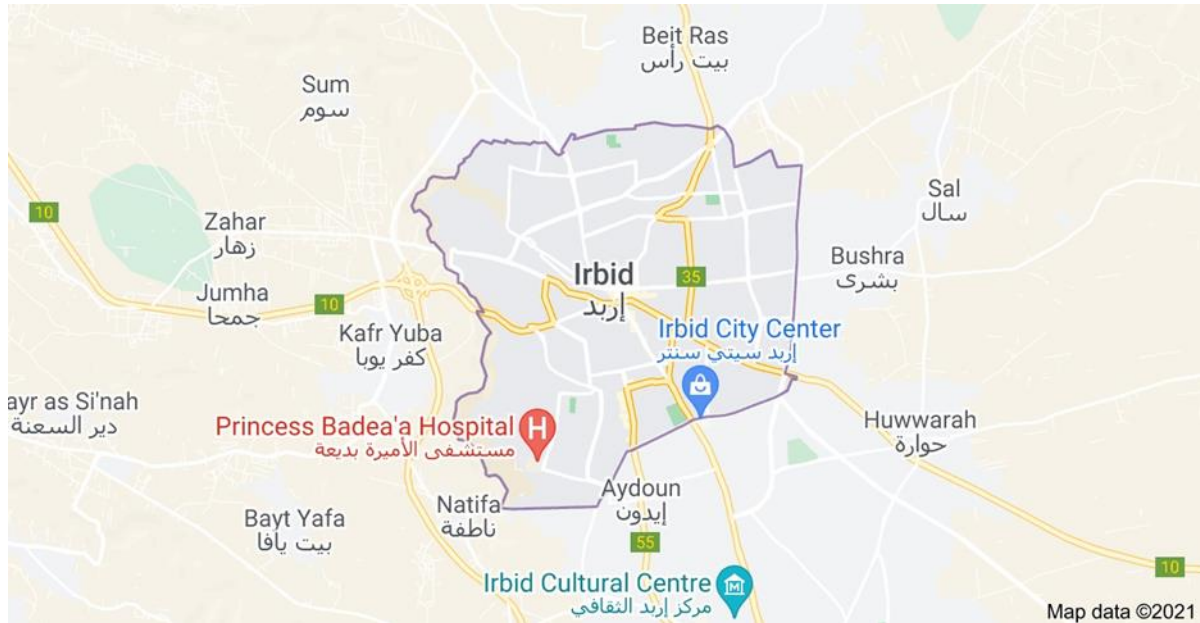 Beit Ras
بيت رأس
Sum
سوم
Sal
سال
10
Zahar
زهار
Bushra
بشرى
Irbid
إربد
35
Jumha
جمحا
10
Kafr Yuba
كفر يوبا
Irbid City Center
إربد سيتي سنتر
ayr as Si'nah
دير السعنة
Princess Badea'a Hospital
مستشفى الأميرة بديعة
H
Huwwarah
حوارة
Natifa
ناطفة
Aydoun
إيدون
Bayt Yafa
بيت يافا
55
10
Irbid Cultural Centre
مركز إربد الثقافي
Map data ©2021